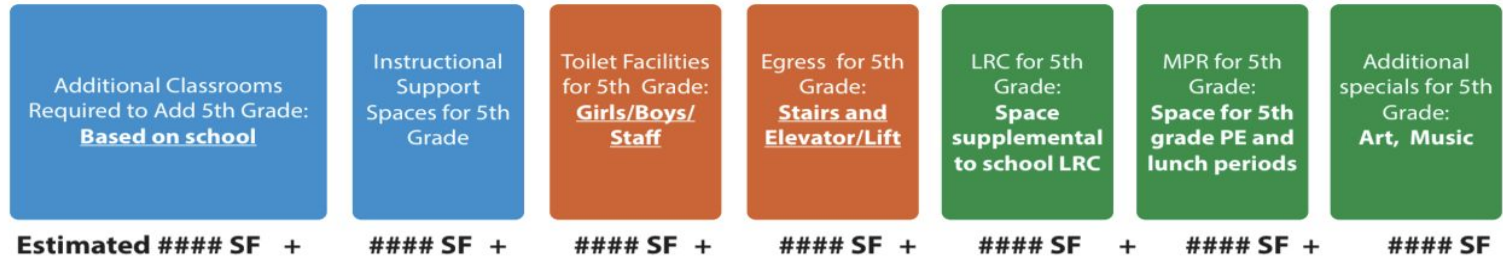 Additional Classrooms
Required to Add 5th Grade:
Based on school
Instructional
Support
Spaces for 5th
Grade
Toilet Facilities
for 5th Grade:
Girls/Boys/
Staff
Egress for 5th
Grade:
Stairs and
Elevator/Lift
LRC for 5th
Grade:
Space
supplemental
to school LRC
MPR for 5th
Grade:
Space for 5th
grade PE and
lunch periods
Additional
specials for 5th
Grade:
Art, Music
Estimated #### SF + #### SF + #### SF + #### SF + #### SF + #### SF + #### SF